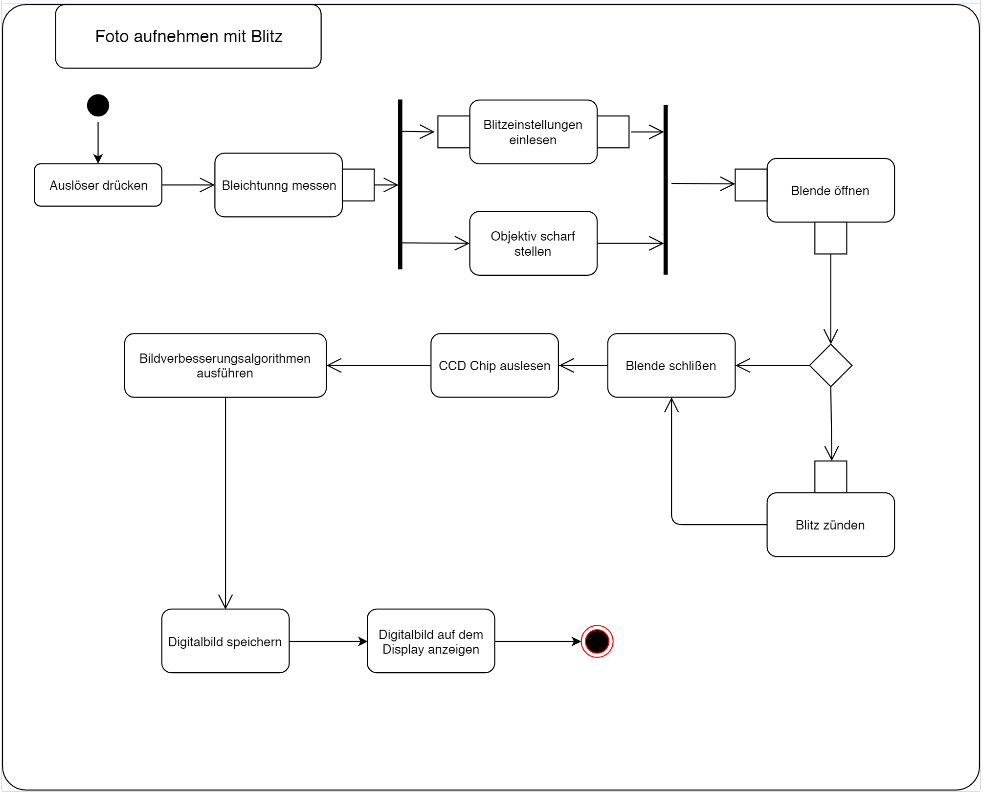 Foto aufnehmen mit Blitz
Auslöser drücken
Bleichtunng messen
Blitzeinstellungen
einlesen
Objektiv scharf
stellen
Blende öffnen
Bildverbesserungsalgorithmen
ausführen
CCD Chip auslesen
Blende schlißen
Blitz zünden
Digitalbild speichern
Digitalbild auf dem
Display anzeigen